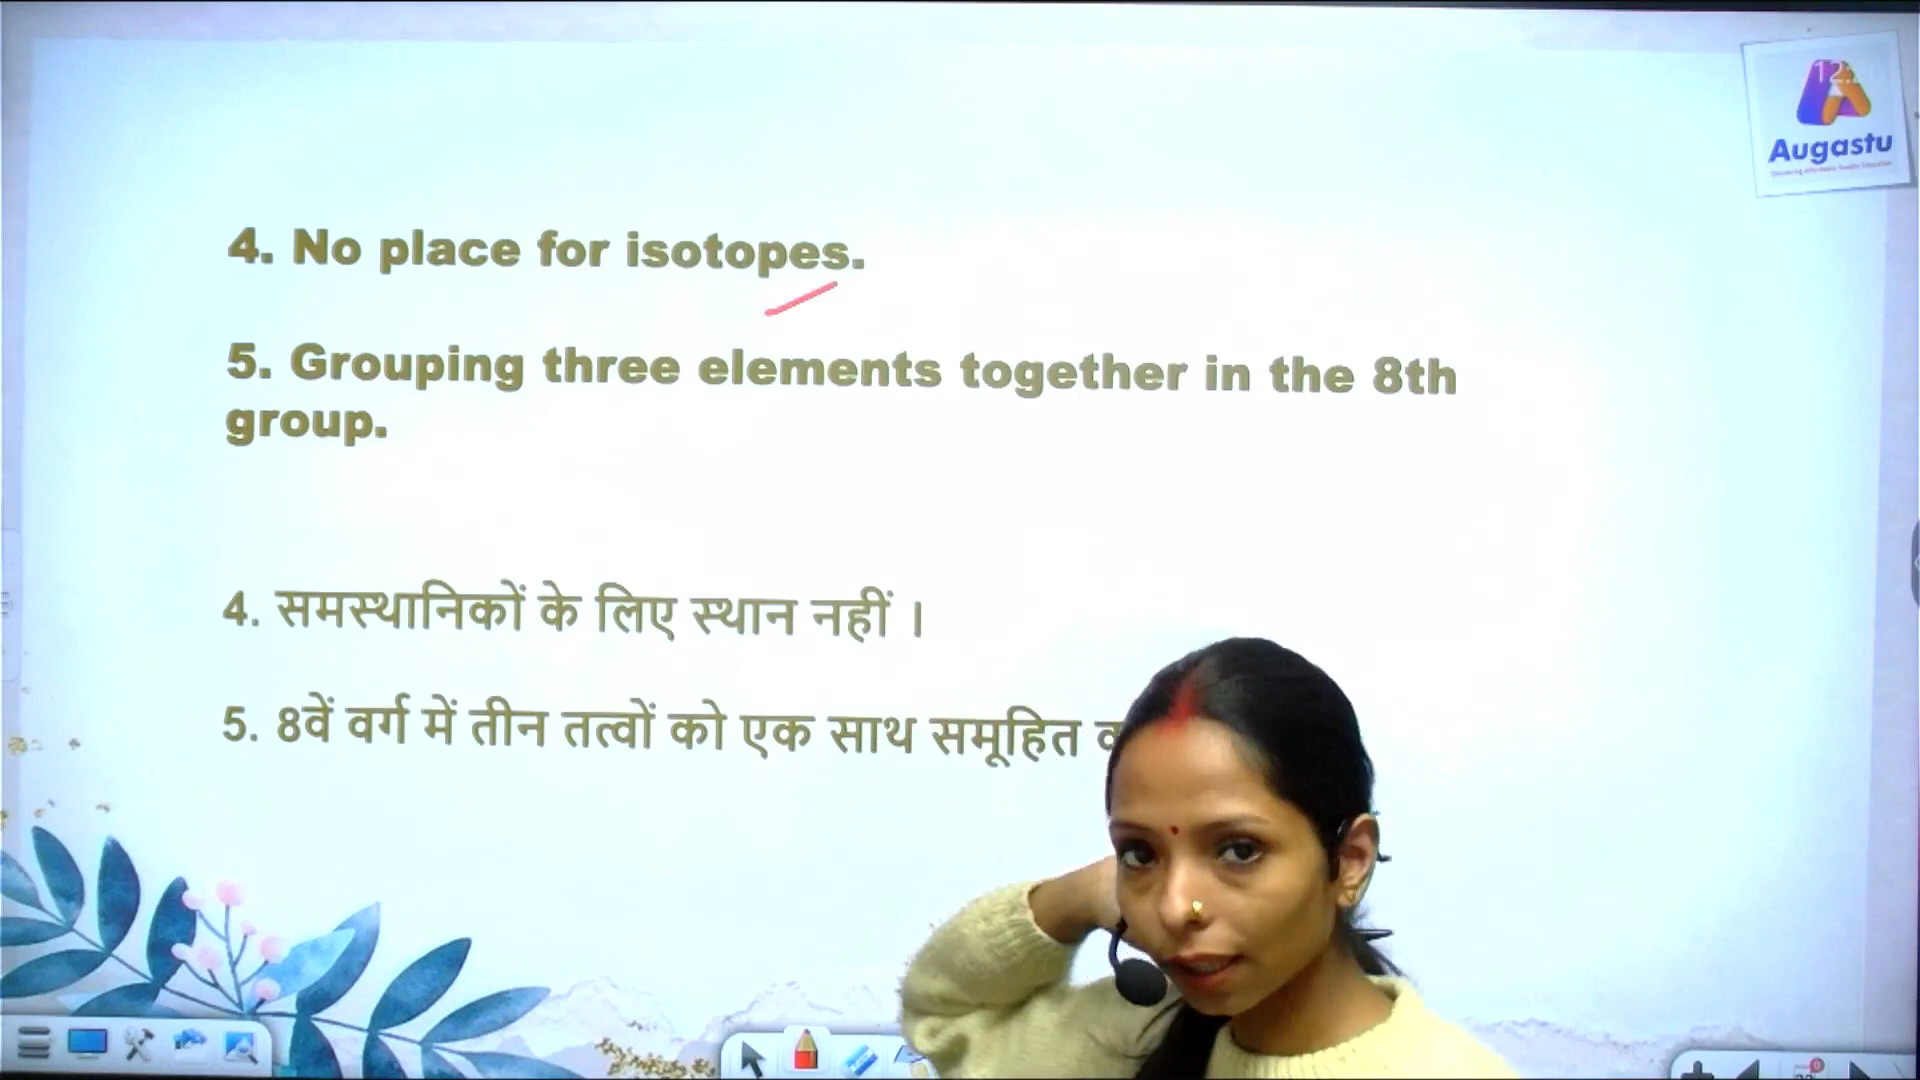 Augastu
4. No place for isotopes.
5. Grouping three elements together in the 8th
group.
4. समस्थानिकों के लिए स्थान नहीं ।
5. 8वें वर्ग में तीन तत्वों को एक साथ समूहित